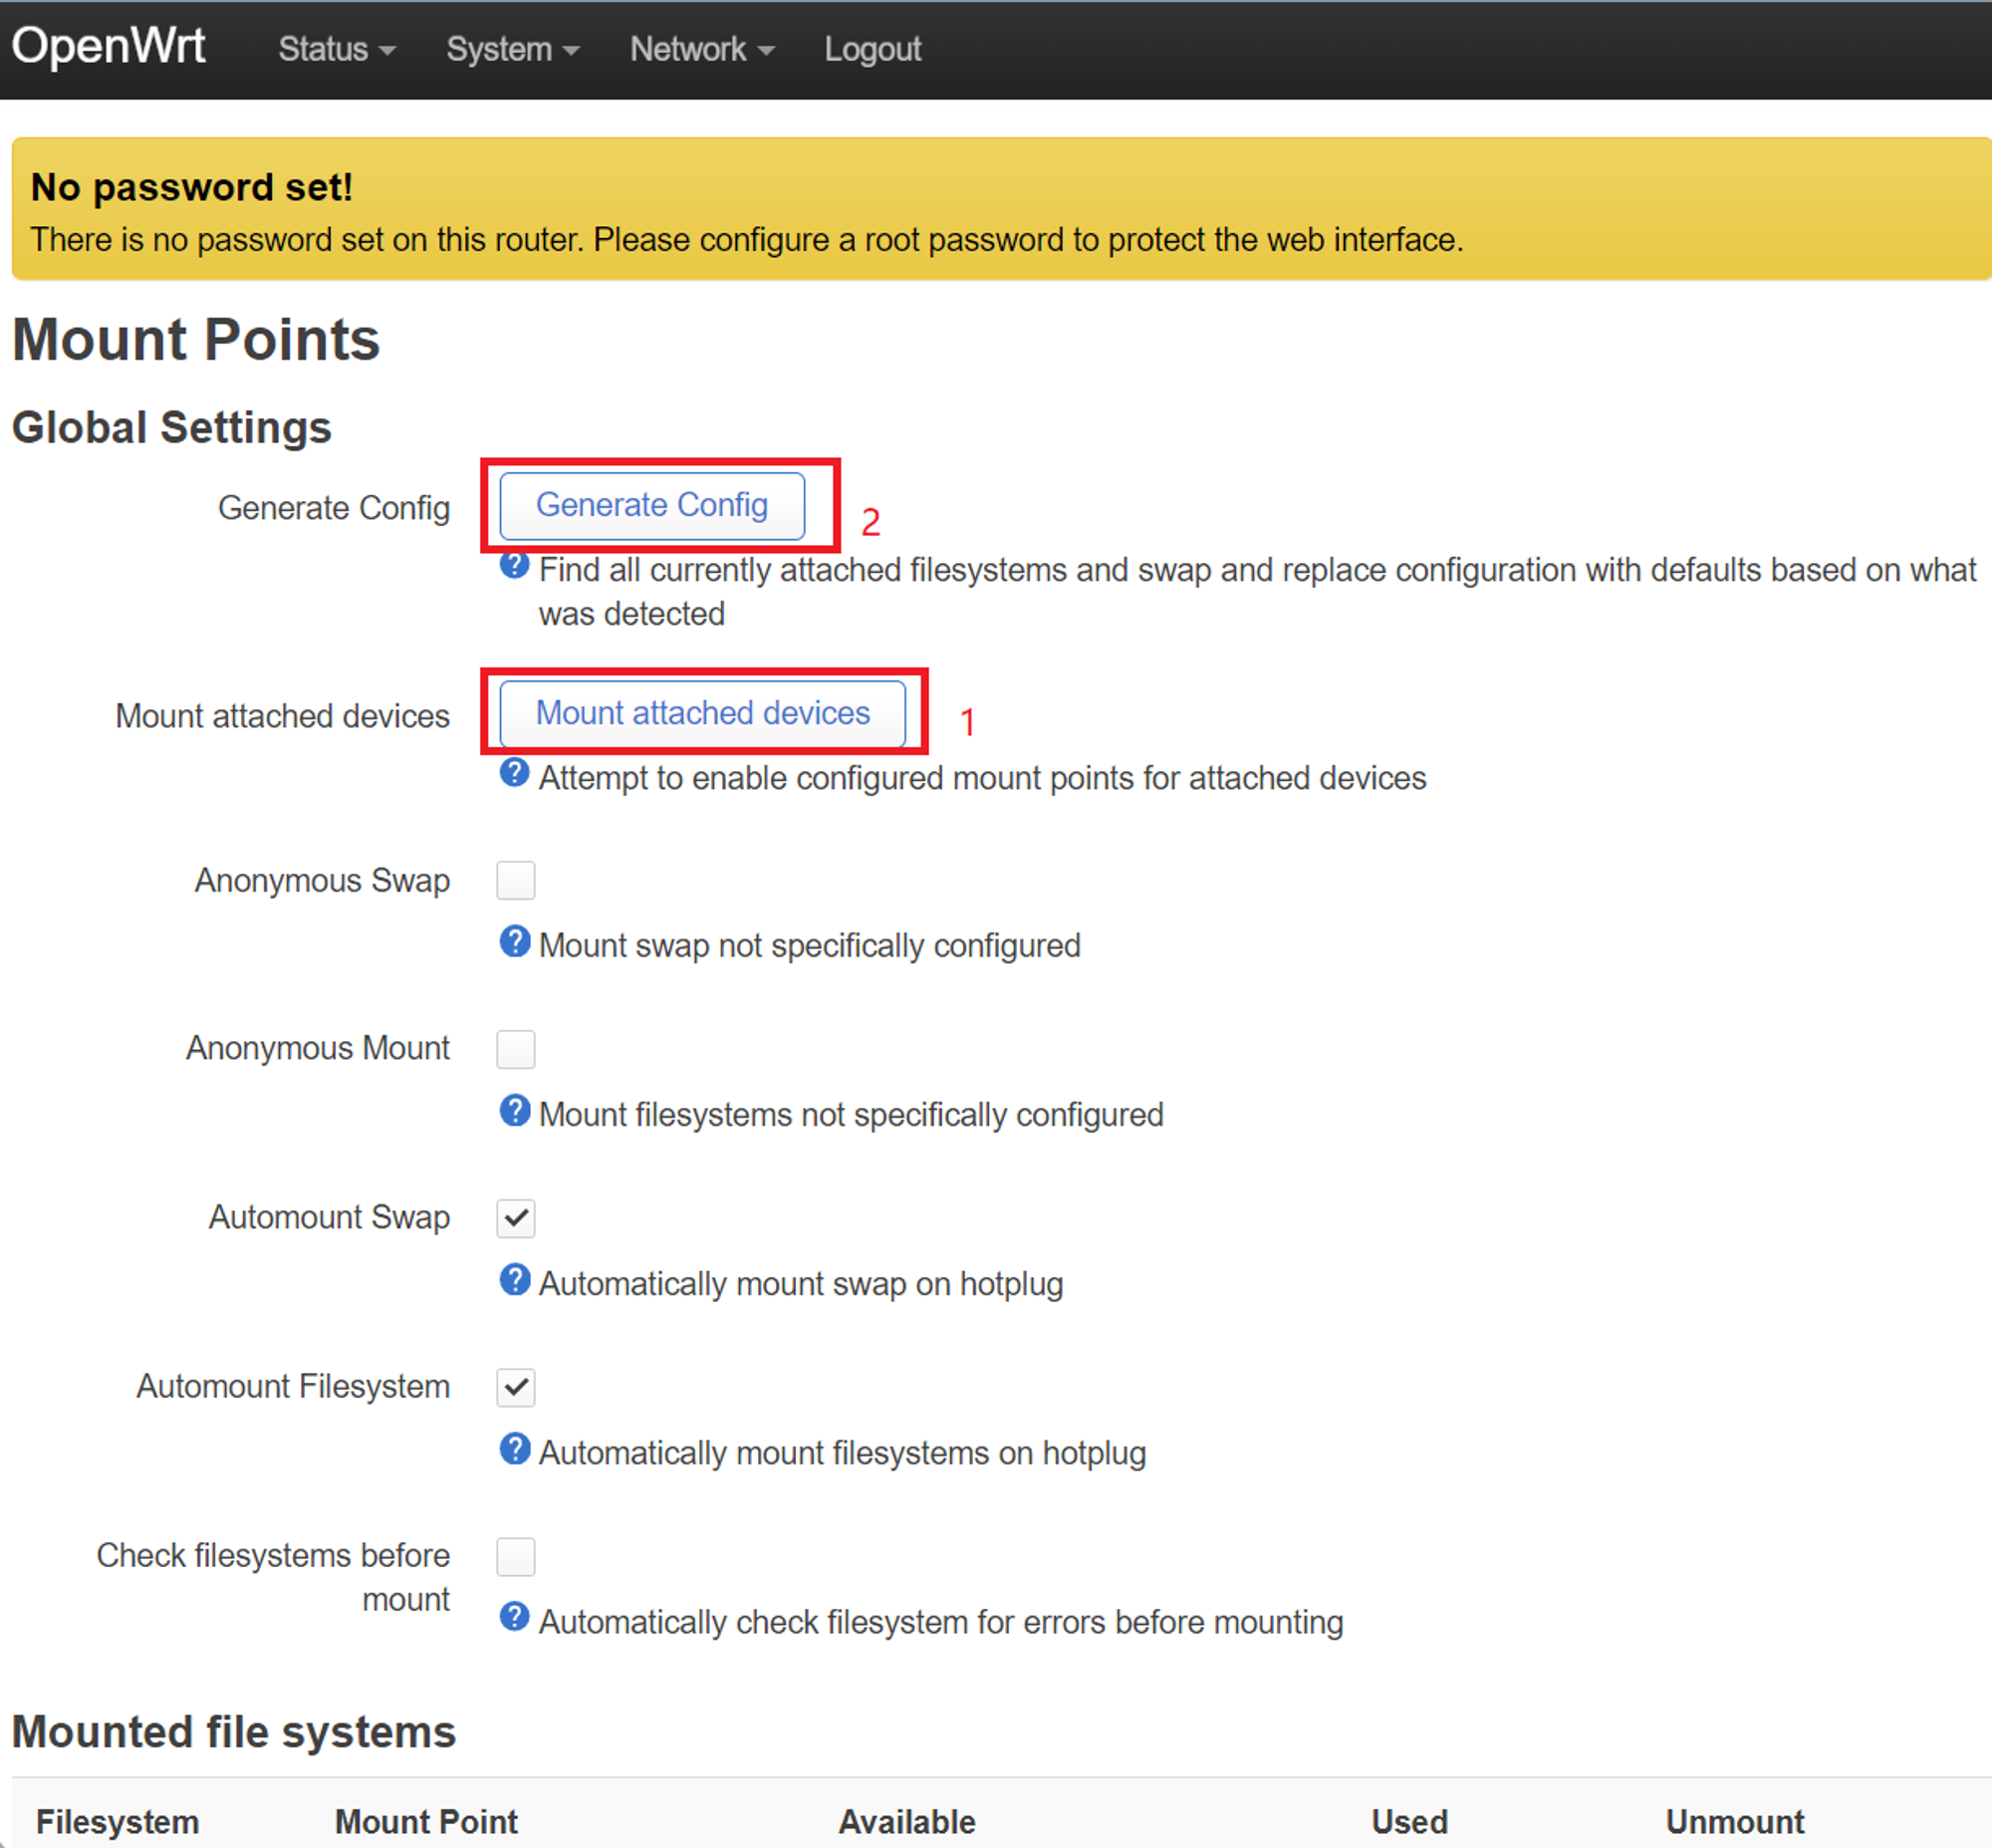 OpenWrt Status System Network Logout
No password set!
There is no password set on this router. Please configure a root password to protect the web interface.
Mount Points
Global Settings
Generate Config Generate Config 2
Find all currently attached filesystems and swap and replace configuration with defaults based on what
was detected
Mount attached devices Mount attached devices 1
Attempt to enable configured mount points for attached devices
Anonymous Swap
Mount swap not specifically configured
Anonymous Mount
Mount filesystems not specifically configured
Automount Swap
Automatically mount swap on hotplug
Automount Filesystem
Automatically mount filesystems on hotplug
Check filesystems before
mount
Automatically check filesystem for errors before mounting
Mounted file systems
Filesystem Mount Point Available Used Unmount